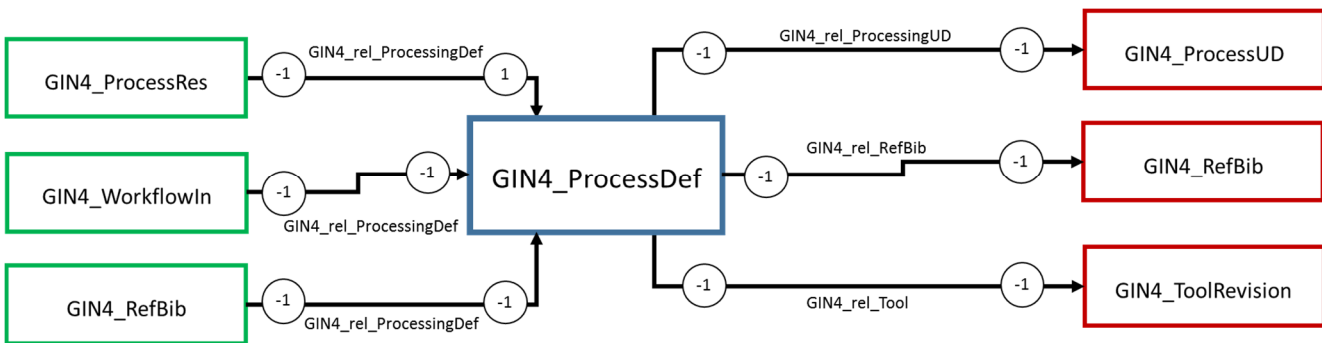 GIN4_ProcessRes
-1
GIN4_rel_ProcessingDef
1
GIN4_WorkflowIn
-1
-1
GIN4_rel_ProcessingDef
GIN4_RefBib
-1
-1
GIN4_rel_ProcessingDef
GIN4_ProcessDef
-1
GIN4_rel_ProcessingUD
-1
GIN4_ProcessUD
-1
GIN4_rel_RefBib
-1
GIN4_RefBib
-1
GIN4_rel_Tool
-1
GIN4_ToolRevision